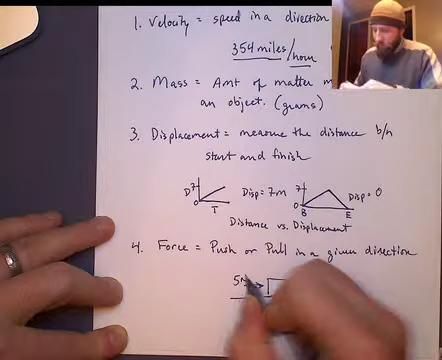 1. Velocity = speed in a direction
354 miles/hour
2. Mass = Amt of matter
an object. (grams)
3. Displacement = measure the distance b/n
start and finish
7
D
0
T
Disp = 7m
7
0
B
E
Disp = 0
Distance vs. Displacement
4. Force = Push or Pull in a given direction